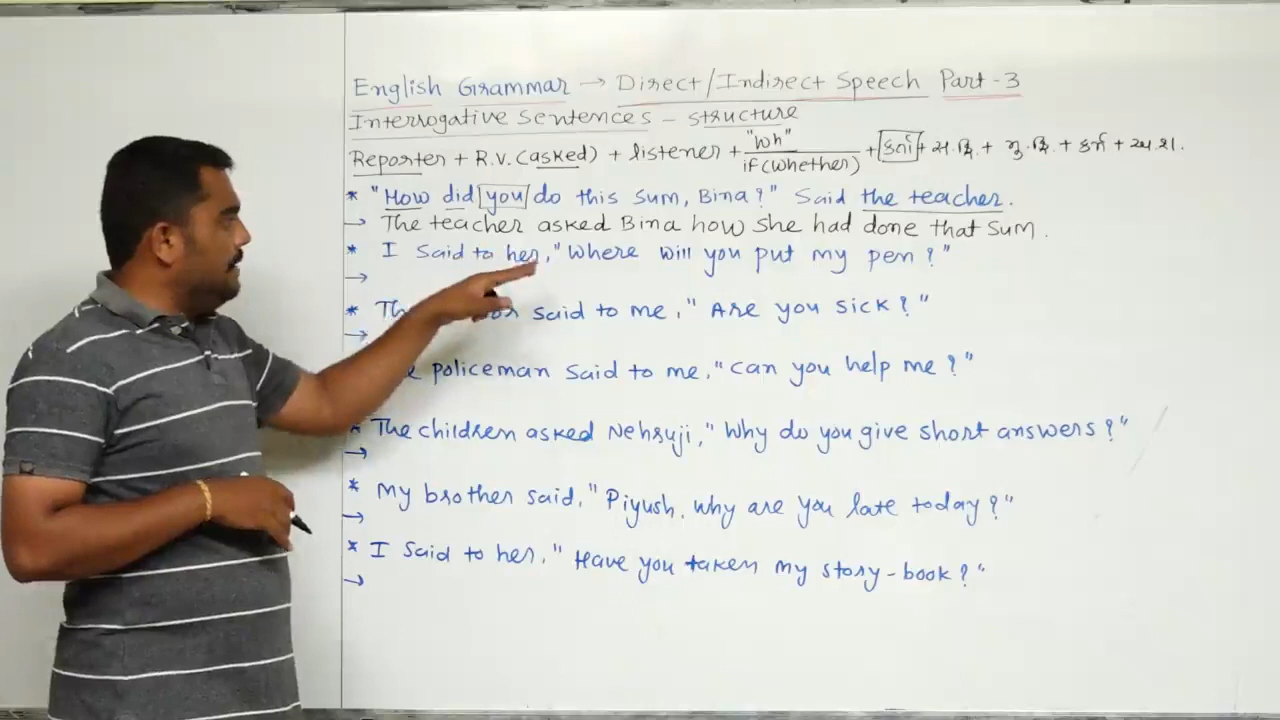 English Grammar → Direct/Indirect Speech Part-3
Interrogative Sentences - structure
Reporter + R.V.(asked) + listener + "Wh" / if(whether) + કર્તા + સ.ક્રિ. + મુ.ક્રિ. + કર્મ + અ.શ.
* "How did you do this sum, Bina?" Said the teacher.
→ The teacher asked Bina how she had done that sum.
* I Said to her, "Where will you put my pen?"
→
* said to me, "Are you sick?"
→
policeman said to me, "can you help me?"
* The children asked Nehruji, "Why do you give short answers?"
→
* My brother said, "Piyush, why are you late today?"
→
* I Said to her, "Have you taken my story-book?"
→